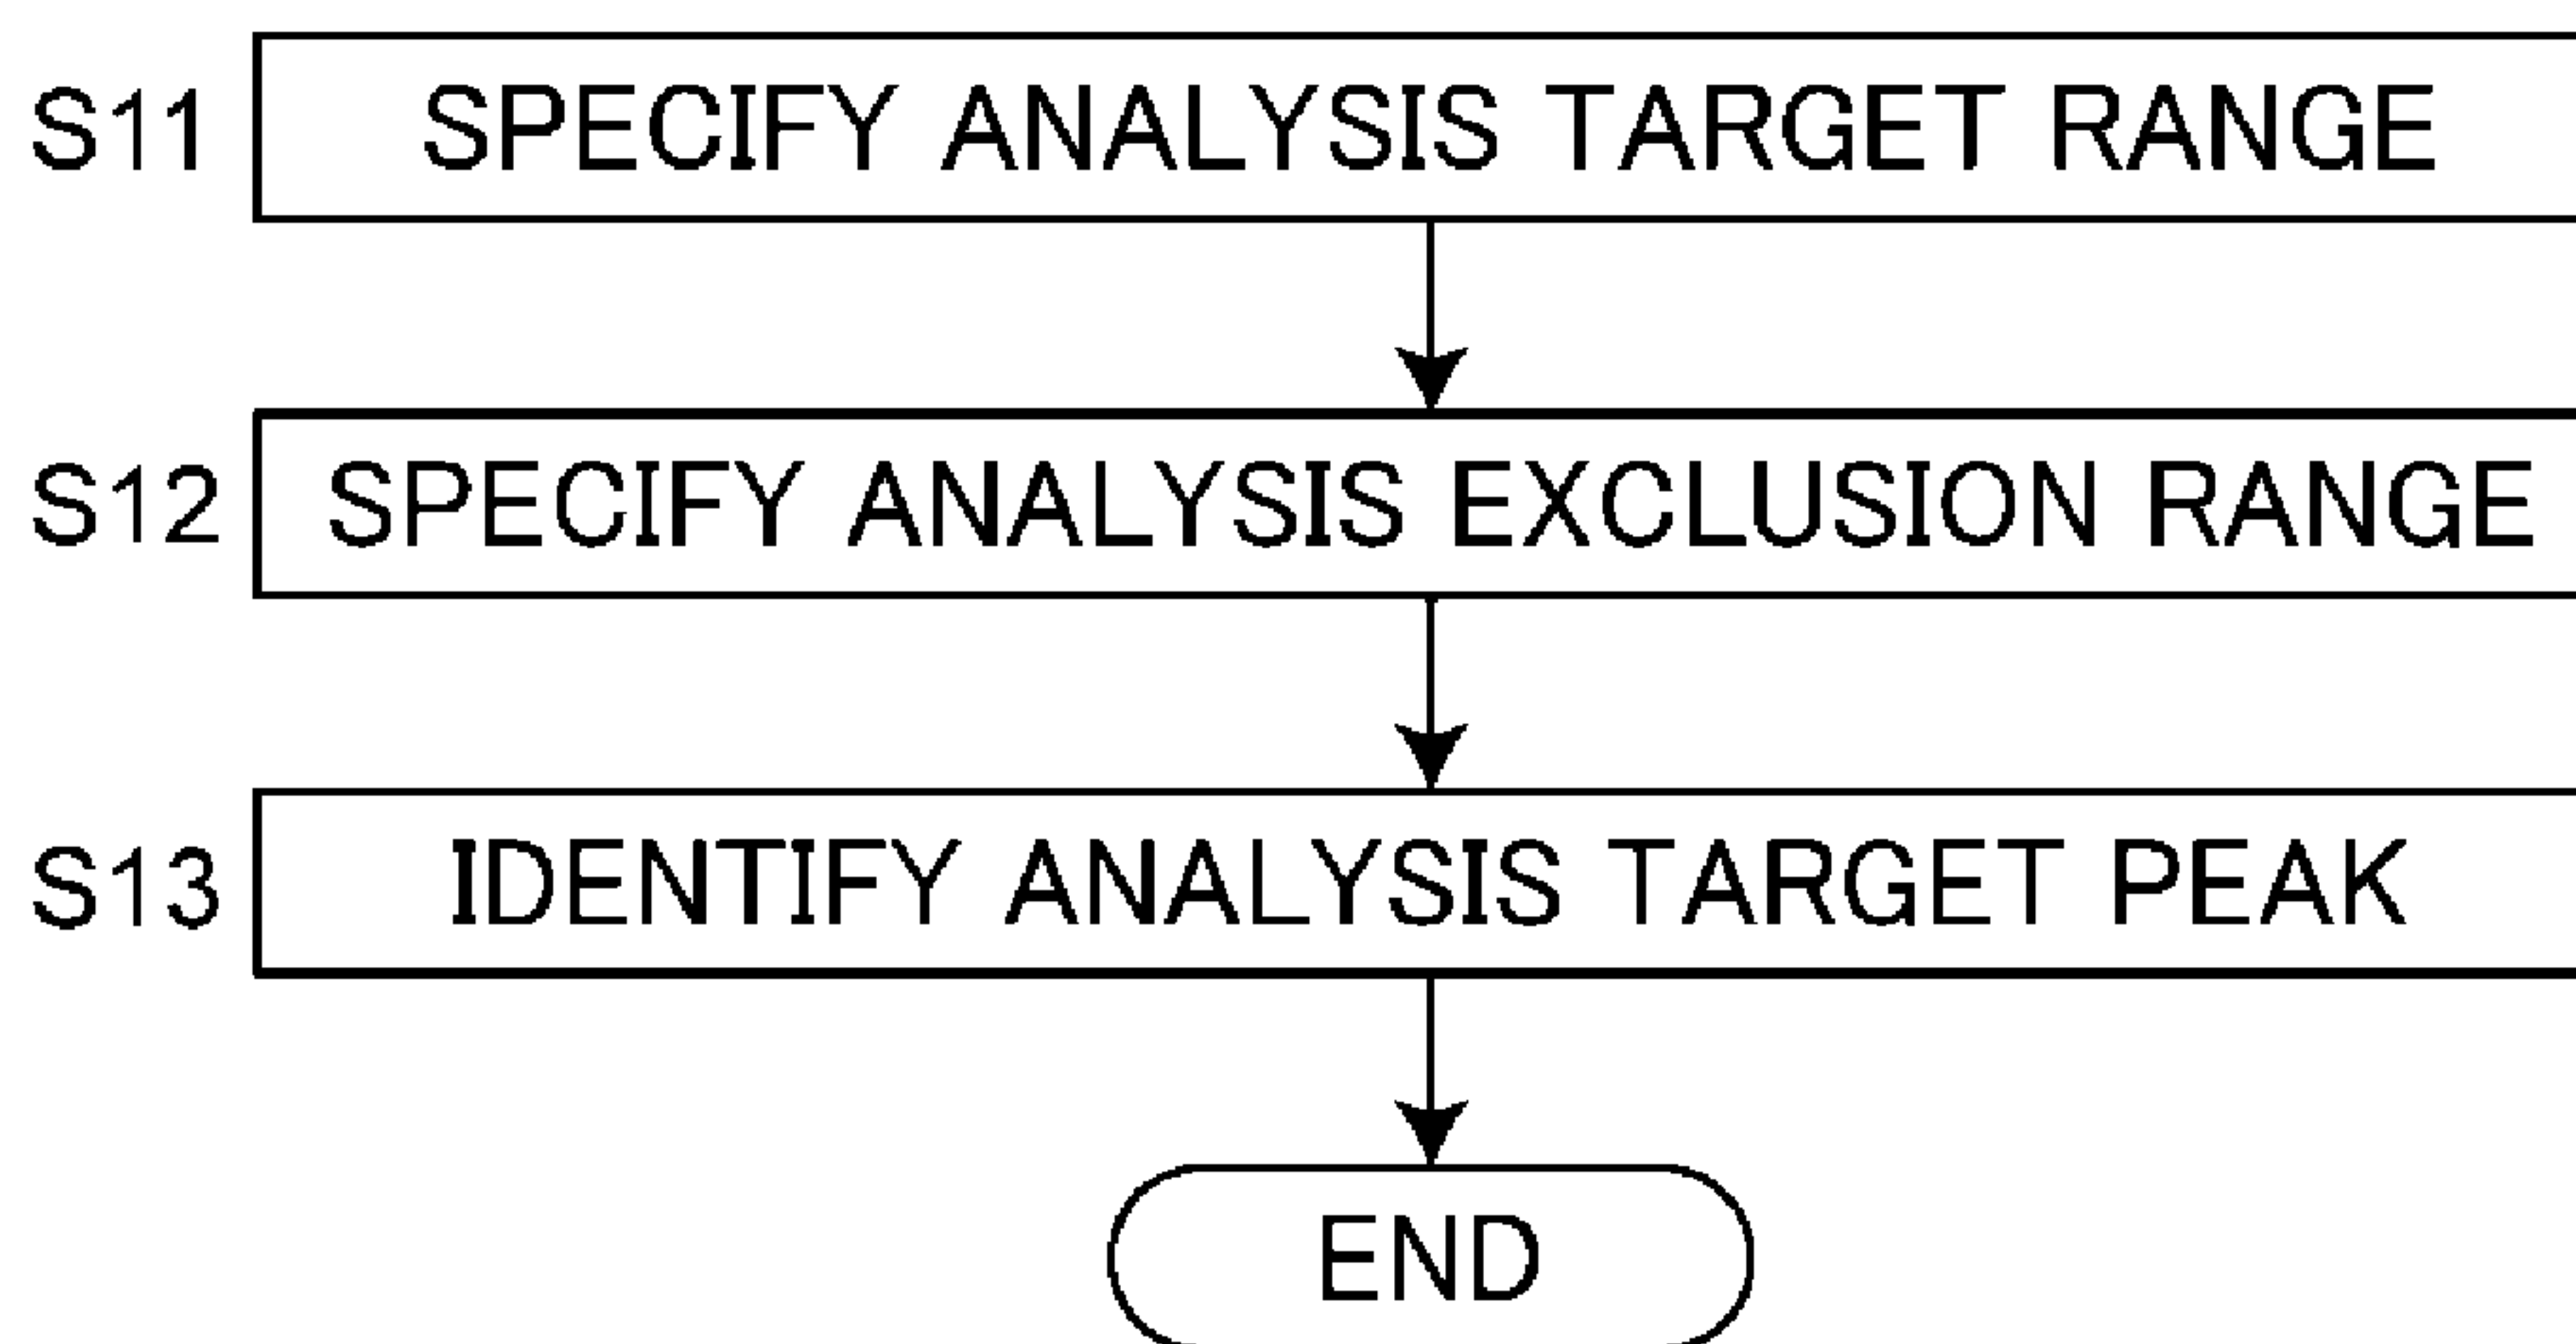 S11 SPECIFY ANALYSIS TARGET RANGE
S12 SPECIFY ANALYSIS EXCLUSION RANGE
S13 IDENTIFY ANALYSIS TARGET PEAK
END